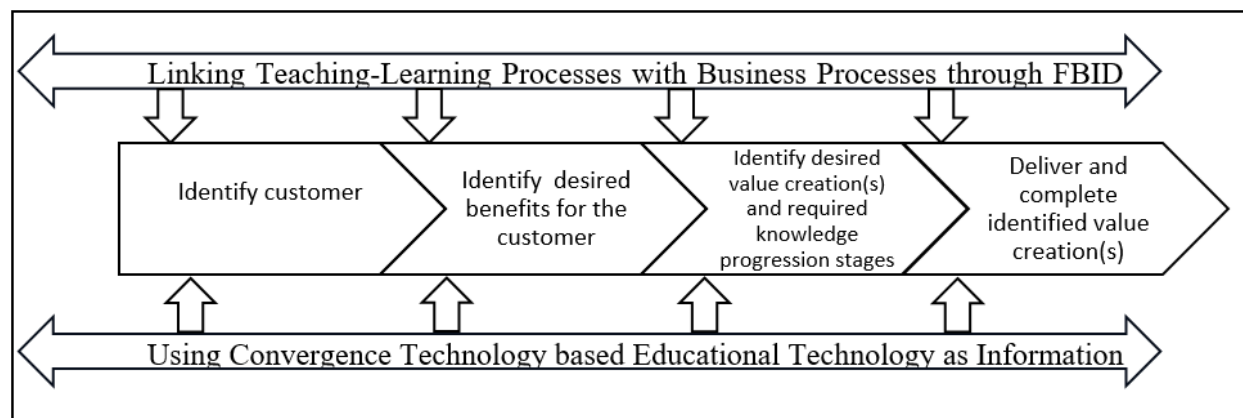 Linking Teaching-Learning Processes with Business Processes through FBID
Identify customer
Identify desired
benefits for the
customer
Identify desired
value creation(s)
and required
knowledge
progression stages
Deliver and
complete
identified value
creation(s)
Using Convergence Technology based Educational Technology as Information